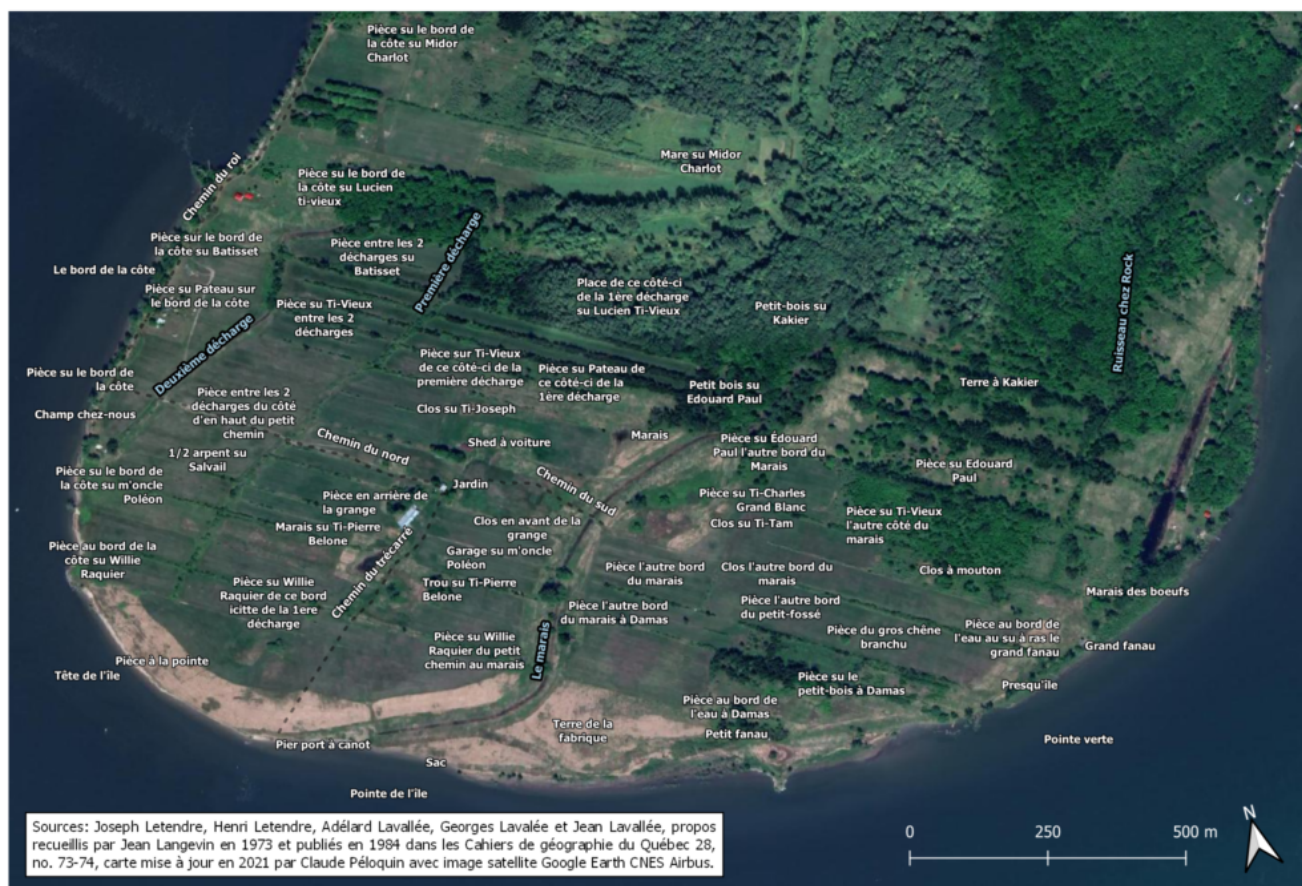 Pièce su le bord de
la côte su Midor
Charlot
Mare su Midor
Charlot
Chemin du roi
Pièce su le bord de
la côte su Lucien
ti-vieux
Pièce sur le bord de
la côte su Batisset
Pièce entre les 2
décharges su
Batisset
Première décharge
Le bord de la côte
Pièce su Pateau sur
le bord de la côte
Pièce su Ti-Vieux
entre les 2
décharges
Place de ce côté-ci
de la 1ère décharge
su Lucien Ti-Vieux
Petit-bois su
Kakier
Ruisseau chez Rock
Deuxième décharge
Pièce su le bord de
la côte
Pièce sur Ti-Vieux
de ce côté-ci de la
première décharge
Pièce su Pateau de
ce côté-ci de la
1ère décharge
Petit bois su
Edouard Paul
Terre à Kakier
Champ chez-nous
Pièce entre les 2
décharges du côté
d'en haut du petit
chemin
Clos su Ti-Joseph
1/2 arpent su
Salvail
Chemin du nord
Shed à voiture
Marais
Pièce su Édouard
Paul l'autre bord du
Marais
Pièce su Edouard
Paul
Pièce su le bord de
la côte su m'oncle
Poléon
Jardin
Chemin du sud
Pièce en arrière de
la grange
Pièce su Ti-Charles
Grand Blanc
Pièce su Ti-Vieux
l'autre côté du
marais
Marais su Ti-Pierre
Belone
Clos en avant de la
grange
Clos su Ti-Tam
Pièce au bord de la
côte su Willie
Raquier
Chemin du trécarre
Garage su m'oncle
Poléon
Pièce l'autre bord
du marais
Clos l'autre bord du
marais
Clos à mouton
Pièce su Willie
Raquier de ce bord
icitte de la 1ere
décharge
Trou su Ti-Pierre
Belone
Marais des boeufs
Pièce l'autre bord
du marais à Damas
Pièce l'autre bord
du petit-fossé
Pièce du gros chêne
branchu
Pièce au bord de
l'eau au su à ras le
grand fanau
Grand fanau
Pièce su Willie
Raquier du petit
chemin au marais
Le marais
Pièce à la pointe
Tête de l'île
Pièce su le
petit-bois à Damas
Presqu'île
Pièce au bord de
l'eau à Damas
Terre de la
fabrique
Petit fanau
Pointe verte
Pier port à canot
Sac
Pointe de l'île
Sources: Joseph Letendre, Henri Letendre, Adélard Lavallée, Georges Lavalée et Jean Lavallée, propos
recueillis par Jean Langevin en 1973 et publiés en 1984 dans les Cahiers de géographie du Québec 28,
no. 73-74, carte mise à jour en 2021 par Claude Péloquin avec image satellite Google Earth CNES Airbus.
0 250 500 m
N